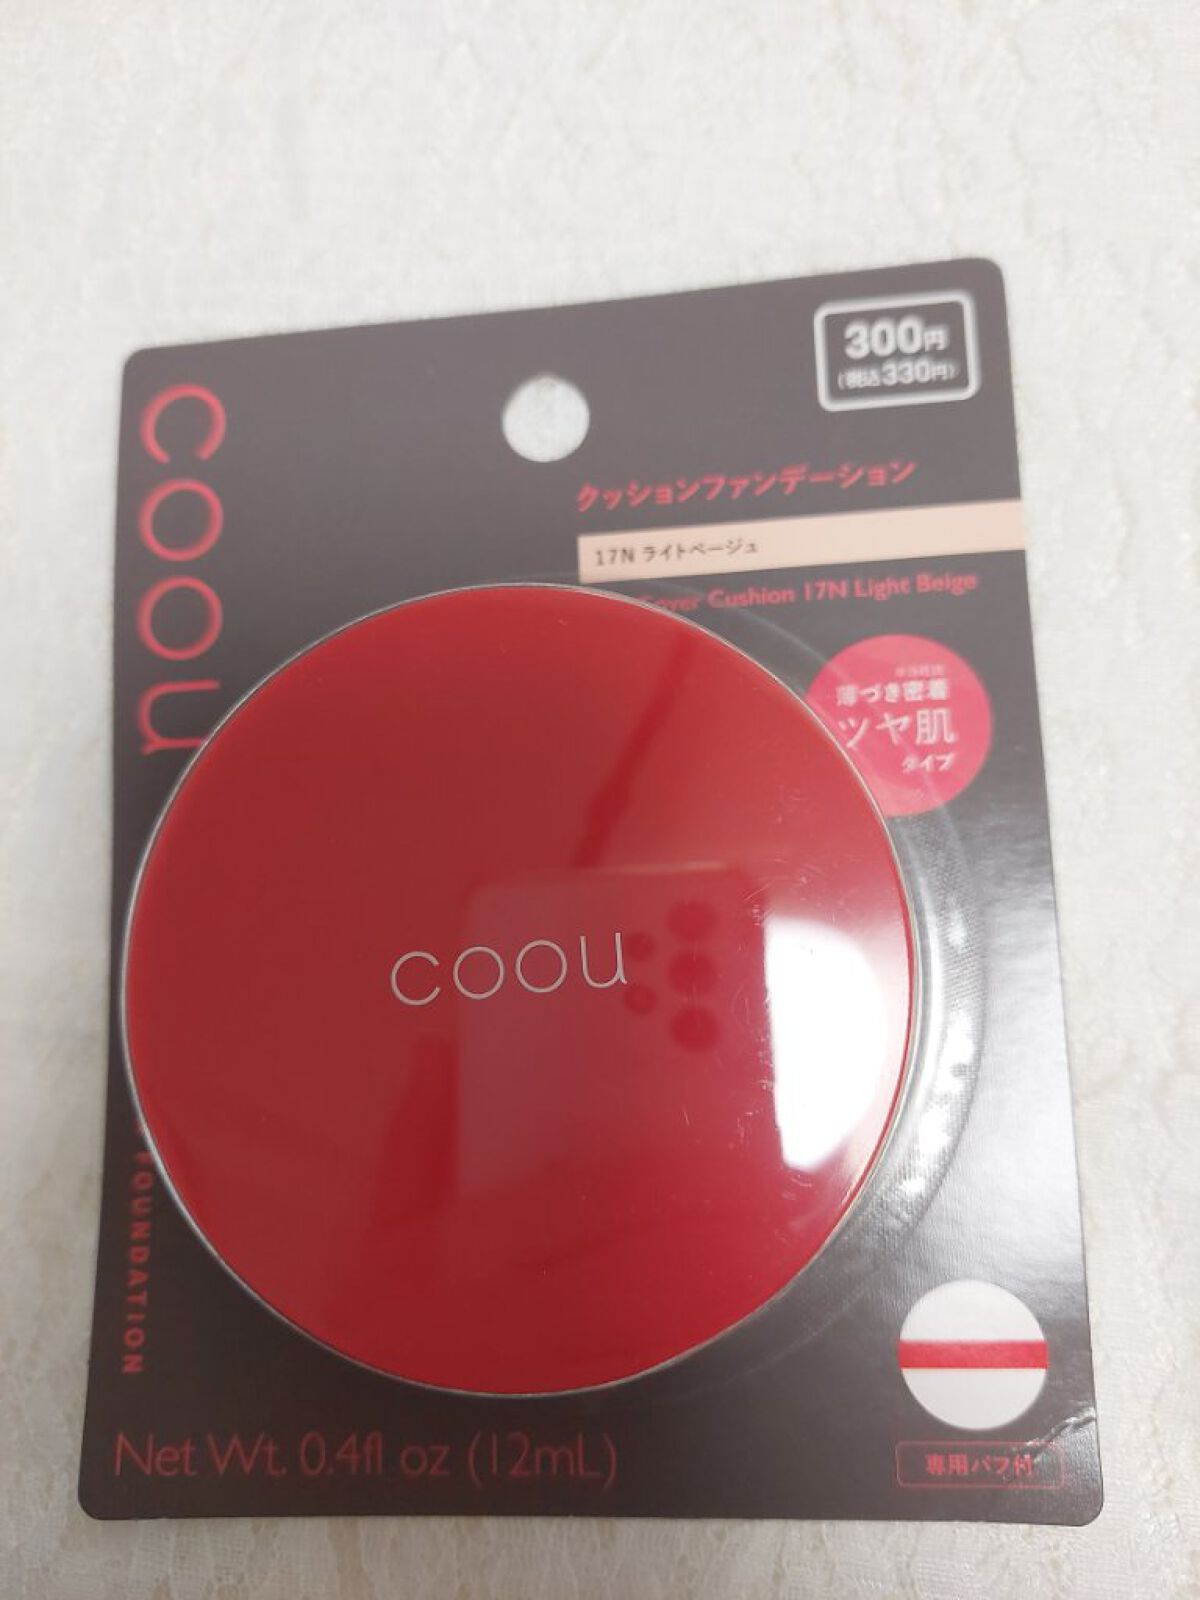 300円
(税込330円)
coou
クッションファンデーション
17N ライトベージュ
Cover Cushion 17N Light Beige
※当社比
薄づき密着
ツヤ肌
タイプ
coou
FOUNDATION
Net Wt. 0.4fl oz (12mL)
専用パフ付